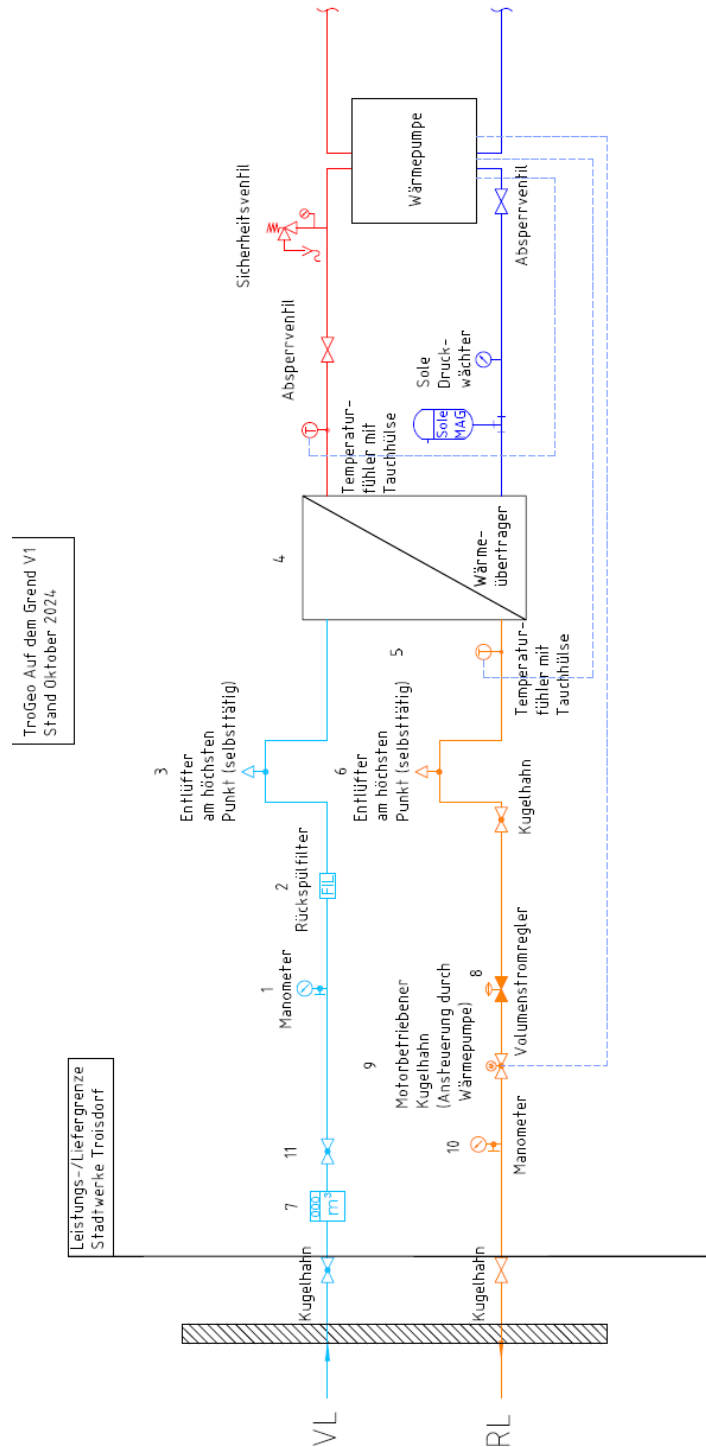 TroGeo Auf dem Grend V1
Stand Oktober 2024
Leistungs-/Liefergrenze
Stadtwerke Troisdorf
VL
Kugelhahn
7
000
m³
11
1
Manometer
2
Rückspülfilter
FIL
3
Entlüfter
am höchsten
Punkt (selbsttätig)
4
Wärme-
übertrager
T
Temperatur-
fühler mit
Tauchhülse
Absperrventil
Sicherheitsventil
Wärmepumpe
RL
Kugelhahn
10
Manometer
9
Motorbetriebener
Kugelhahn
(Ansteuerung durch
Wärmepumpe)
M
8
Volumenstromregler
Kugelhahn
6
Entlüfter
am höchsten
Punkt (selbsttätig)
5
T
Temperatur-
fühler mit
Tauchhülse
Sole
MAG
Sole
Druck-
wächter
Absperrventil